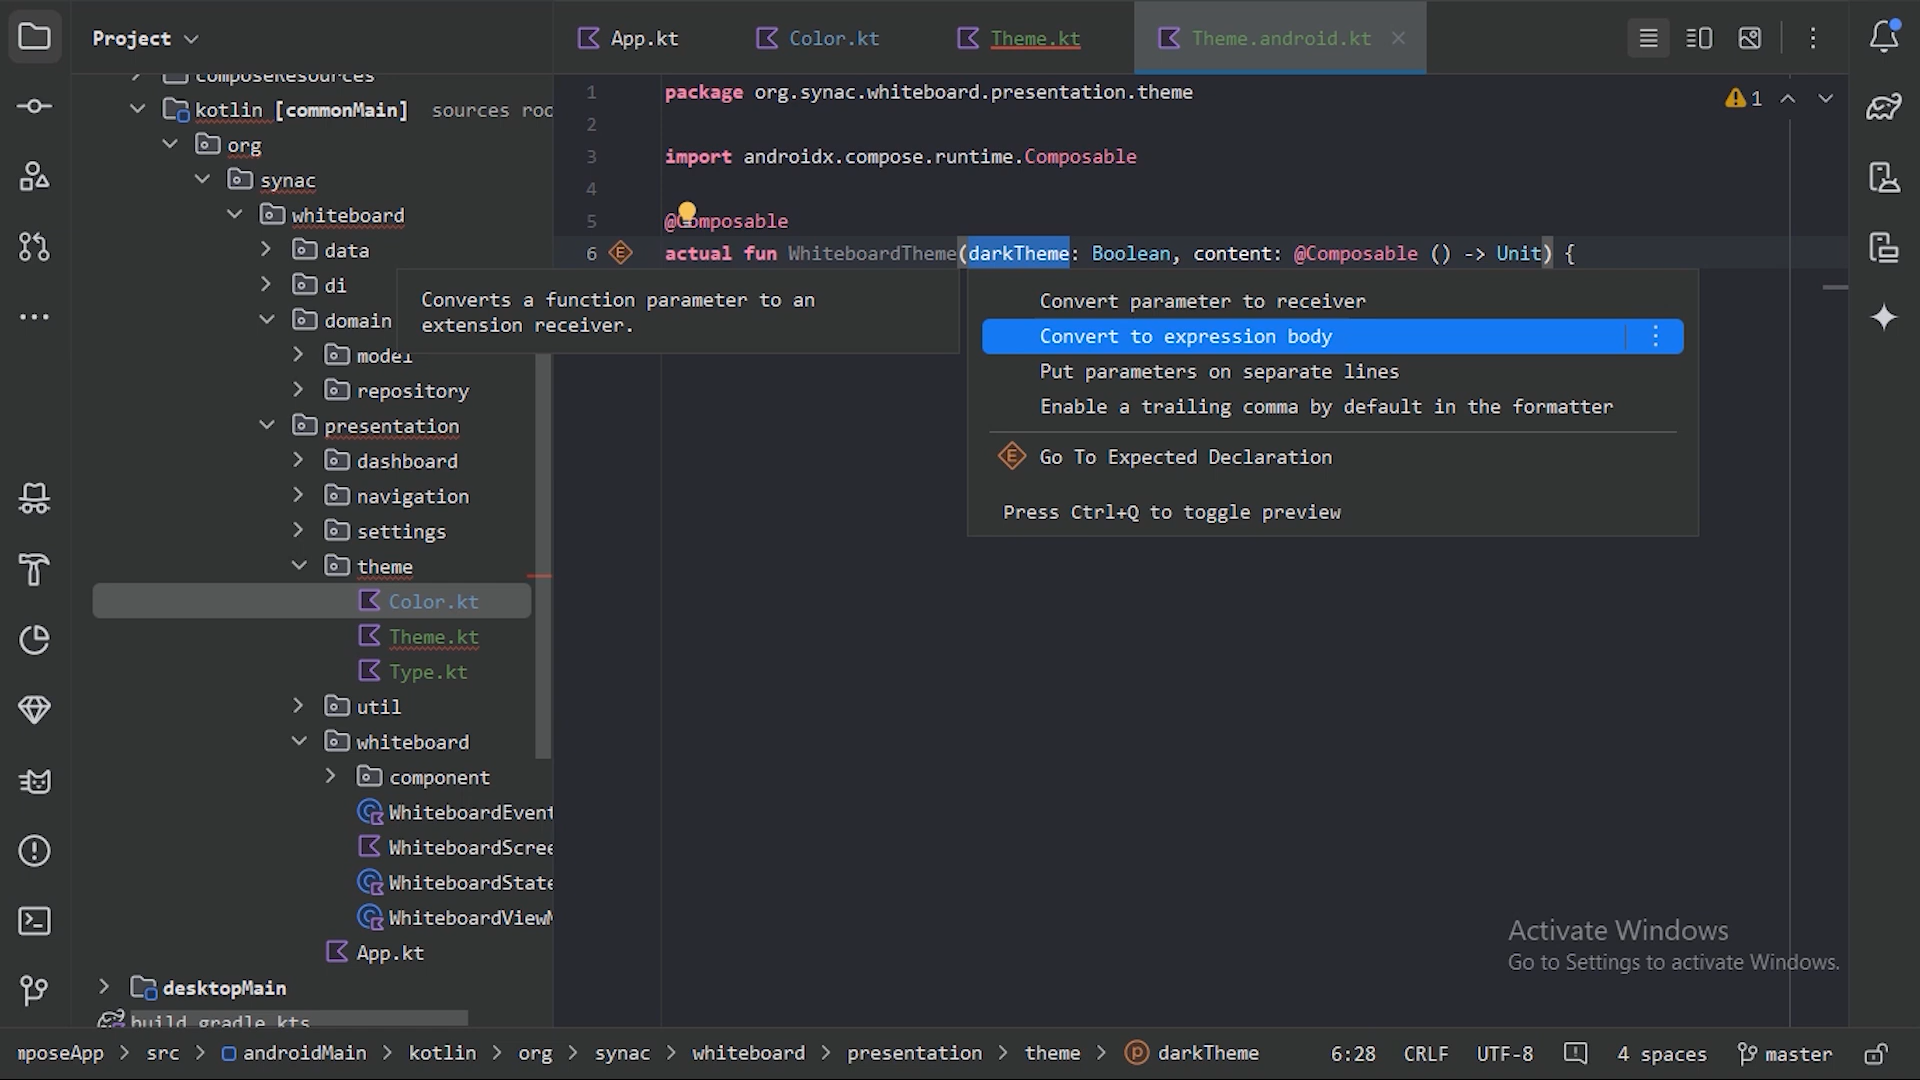 Project
App.kt
Color.kt
Theme.kt
Theme.android.kt
composeResources
kotlin [commonMain] sources roo
org
synac
whiteboard
data
di
domain
model
repository
presentation
dashboard
navigation
settings
theme
Color.kt
Theme.kt
Type.kt
util
whiteboard
component
WhiteboardEvent
WhiteboardScree
WhiteboardState
WhiteboardViewM
App.kt
desktopMain
build.gradle.kts
1 package org.synac.whiteboard.presentation.theme
2
3 import androidx.compose.runtime.Composable
4
5 @Composable
6 actual fun WhiteboardTheme(darkTheme: Boolean, content: @Composable () -> Unit) {
1
Converts a function parameter to an
extension receiver.
Convert parameter to receiver
Convert to expression body
Put parameters on separate lines
Enable a trailing comma by default in the formatter
Go To Expected Declaration
Press Ctrl+Q to toggle preview
Activate Windows
Go to Settings to activate Windows.
mposeApp > src > androidMain > kotlin > org > synac > whiteboard > presentation > theme > darkTheme
6:28 CRLF UTF-8 4 spaces master